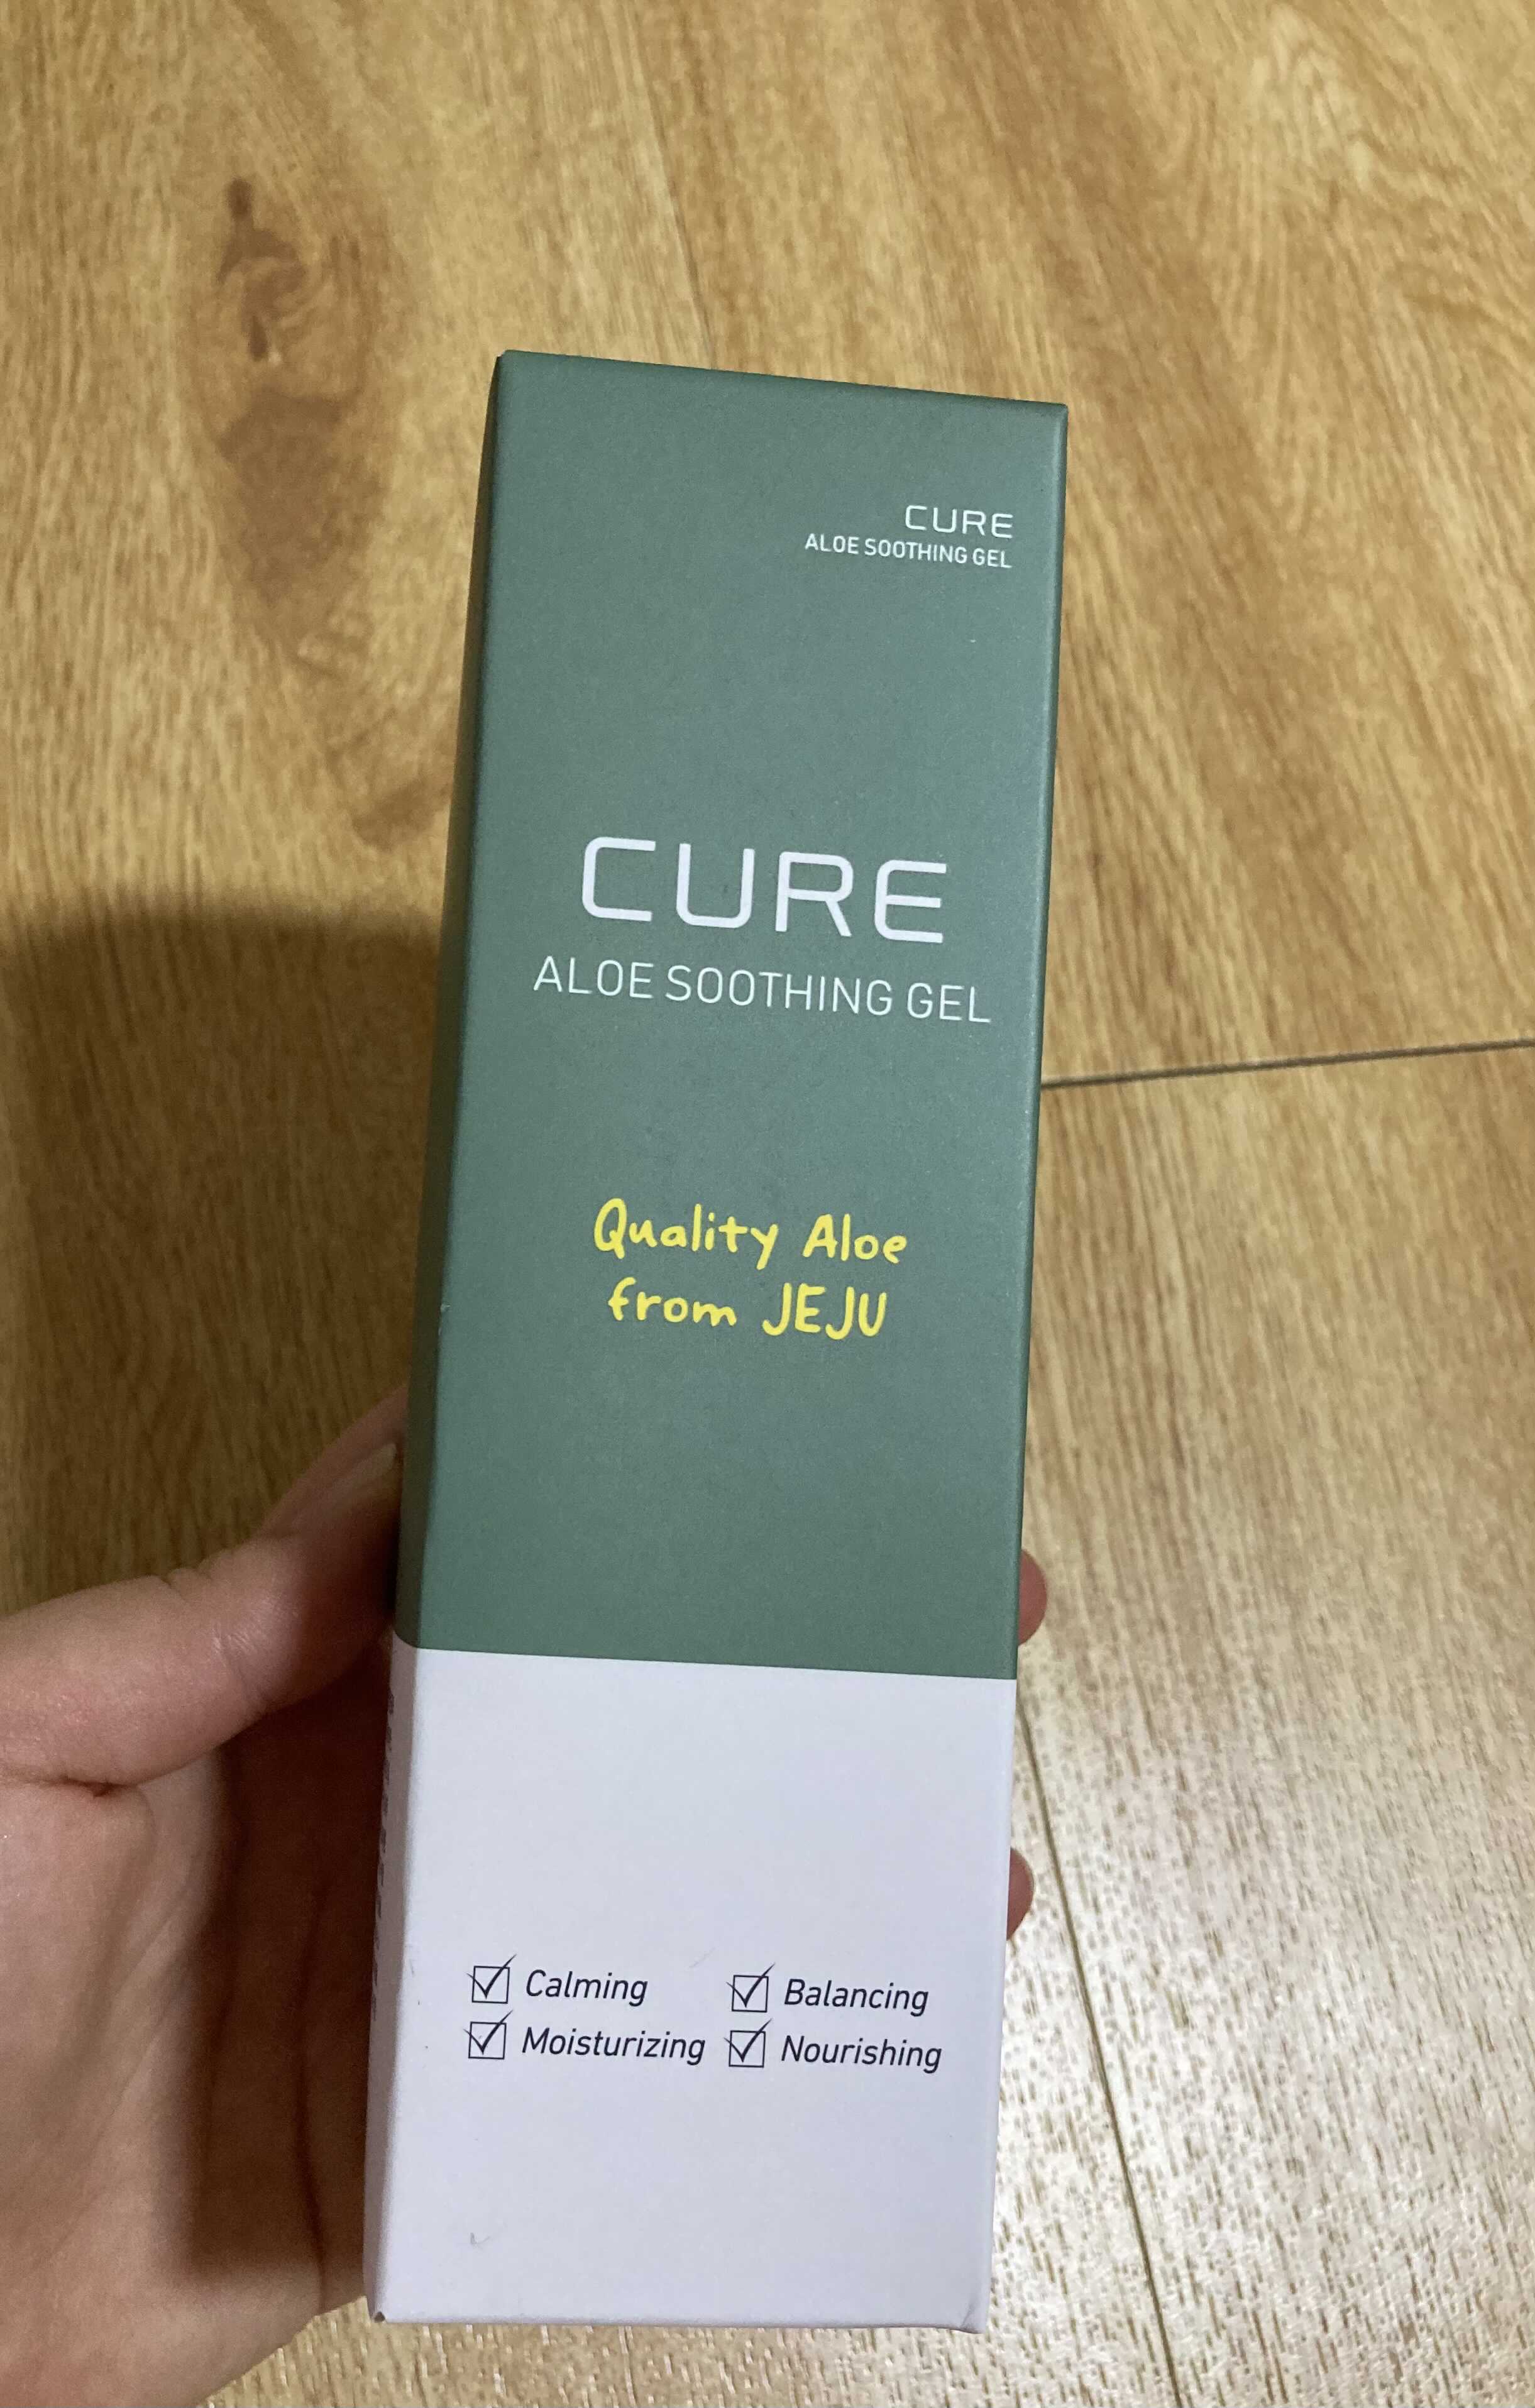 CURE
ALOE SOOTHING GEL
CURE
ALOE SOOTHING GEL
Quality Aloe
from JEJU
Calming
Balancing
Moisturizing
Nourishing